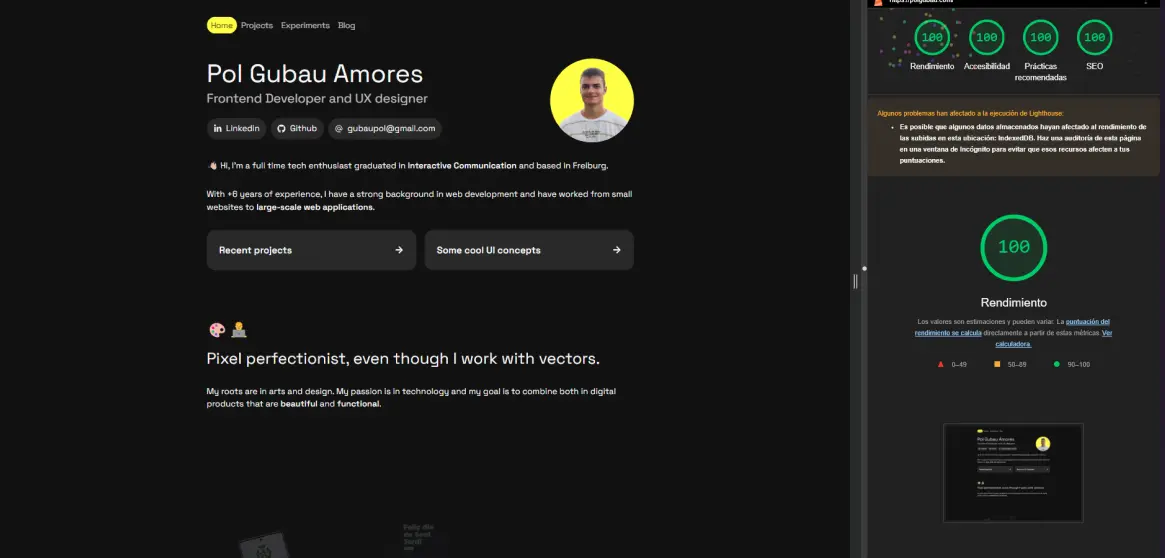 Home Projects Experiments Blog
Pol Gubau Amores
Frontend Developer and UX designer
LinkedIn Github @ gubaupol@gmail.com
Hi, I'm a full time tech enthusiast graduated in Interactive Communication and based in Freiburg.
With +6 years of experience, I have a strong background in web development and have worked from small
websites to large-scale web applications.
Recent projects → Some cool UI concepts →
Pixel perfectionist, even though I work with vectors.
My roots are in arts and design. My passion is in technology and my goal is to combine both in digital
products that are beautiful and functional.
https://polgubau.com/
100 100 100 100
Rendimiento Accesibilidad Prácticas SEO
recomendadas
Algunos problemas han afectado a la ejecución de Lighthouse:
• Es posible que algunos datos almacenados hayan afectado al rendimiento de
las subidas en esta ubicación: IndexedDB. Haz una auditoría de esta página
en una ventana de Incógnito para evitar que esos recursos afecten a tus
puntuaciones.
100
Rendimiento
Los valores son estimaciones y pueden variar. La puntuación del
rendimiento se calcula directamente a partir de estas métricas. Ver
calculadora.
0–49 50–89 90–100
Pol Gubau Amores